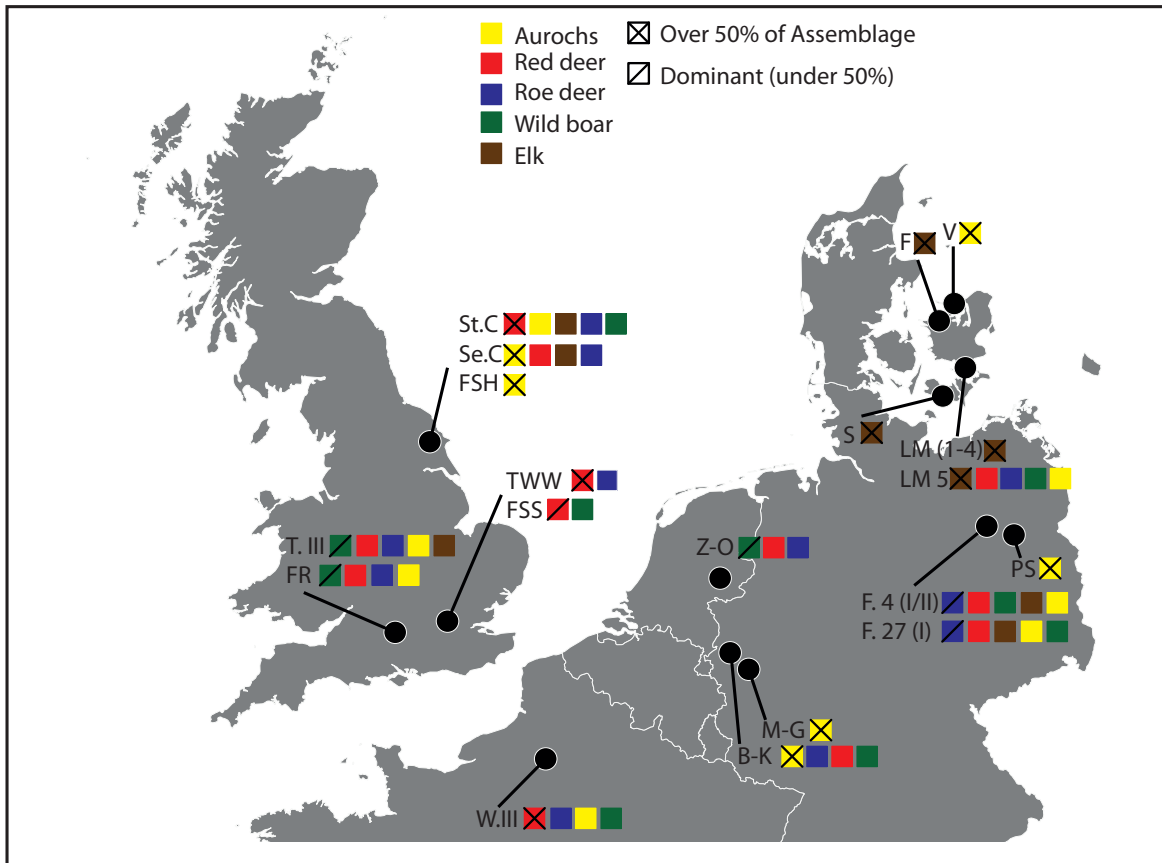 Aurochs
Over 50% of Assemblage
Red deer
Dominant (under 50%)
Roe deer
Wild boar
Elk
F
V
St.C
Se.C
FSH
S
LM (1-4)
LM 5
TWW
FSS
T. III
FR
Z-O
PS
F. 4 (I/II)
F. 27 (I)
M-G
B-K
W.III